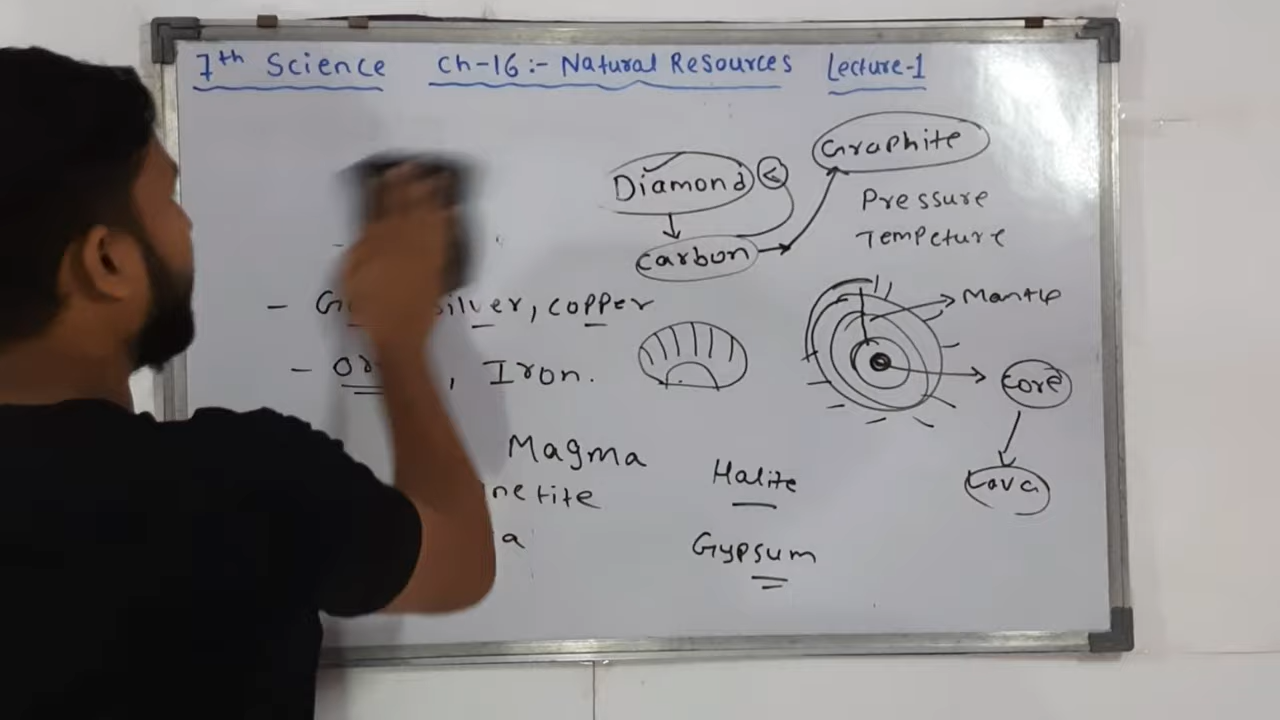 7th Science Ch-16:- Natural Resources Lecture-1
Graphite
Diamond
Pressure
Tempeture
Carbon
Mantle
silver, copper
, Iron.
Core
Magma
Halite
Lava
Gypsum